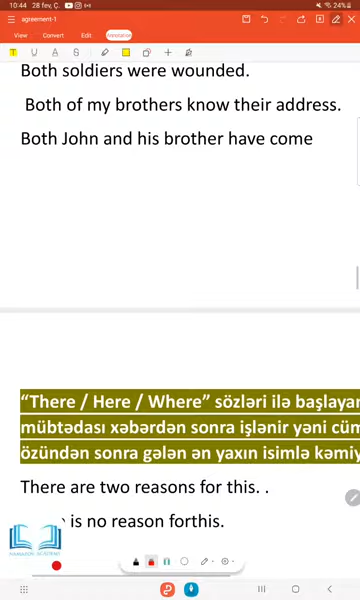 10:44 28 fev, Ç. 24%
agreement-1
View Convert Edit Annotate
T U A S
Both soldiers were wounded.
Both of my brothers know their address.
Both John and his brother have come
“There / Here / Where” sözləri ilə başlayan
mübtədası xəbərdən sonra işlənir yəni cüm
özündən sonra gələn ən yaxın isimlə kəmiy
There are two reasons for this. .
is no reason forthis.